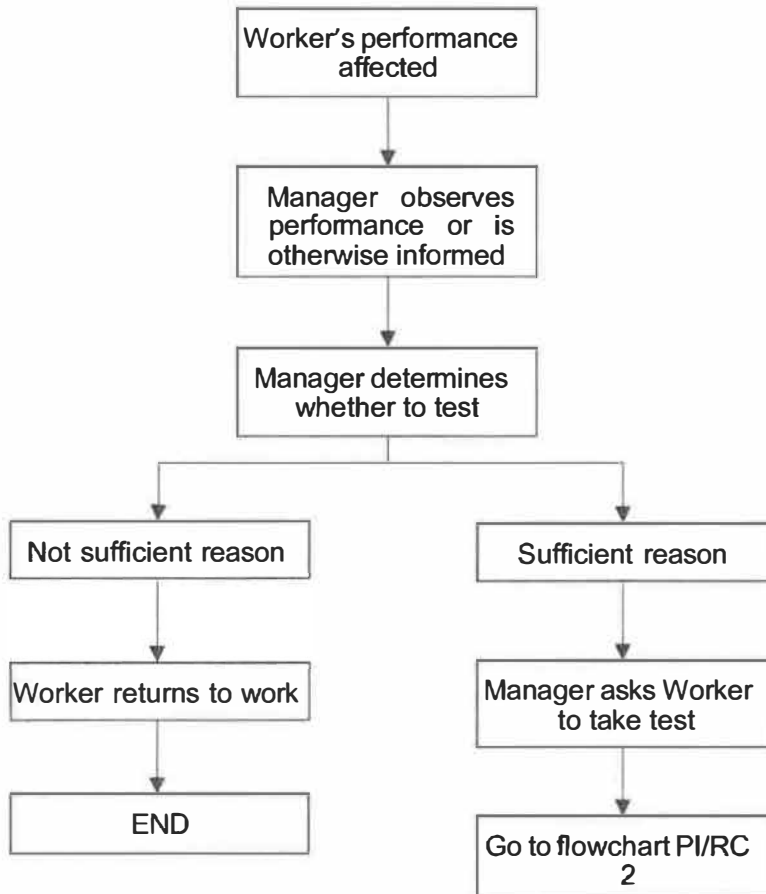 Worker's performance
affected
Manager observes
performance or is
otherwise informed
Manager determines
whether to test
Not sufficient reason
Sufficient reason
Worker returns to work
Manager asks Worker
to take test
END
Go to flowchart PI/RC
2